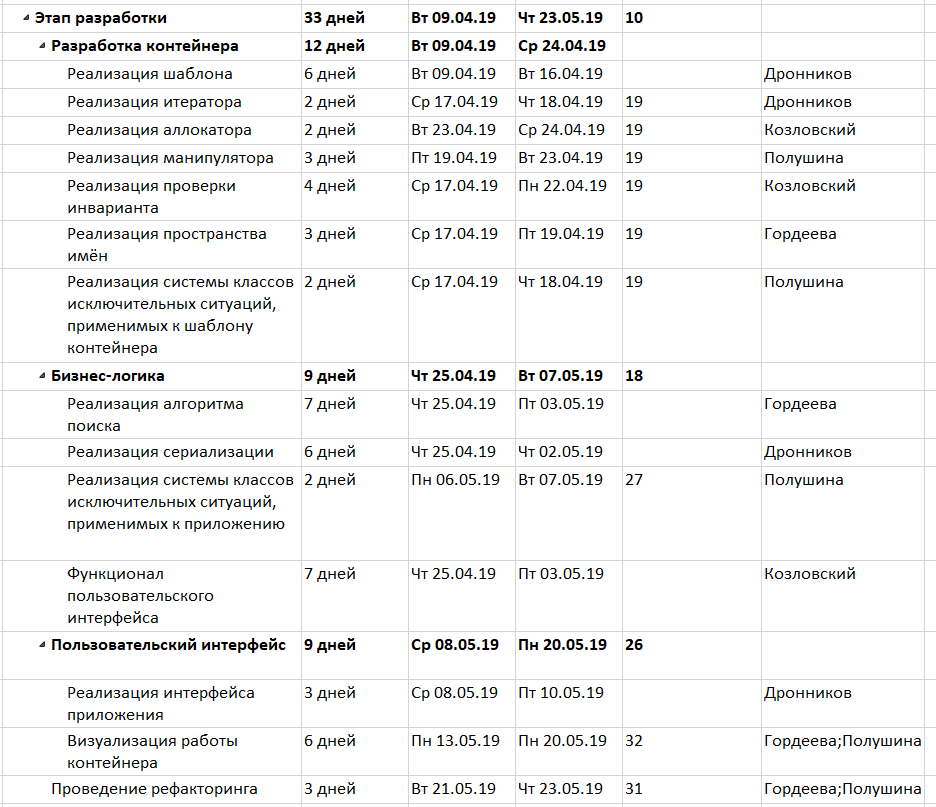 Этап разработки 33 дней Вт 09.04.19 Чт 23.05.19 10
Разработка контейнера 12 дней Вт 09.04.19 Ср 24.04.19
Реализация шаблона 6 дней Вт 09.04.19 Вт 16.04.19 Дронников
Реализация итератора 2 дней Ср 17.04.19 Чт 18.04.19 19 Дронников
Реализация аллокатора 2 дней Вт 23.04.19 Ср 24.04.19 19 Козловский
Реализация манипулятора 3 дней Пт 19.04.19 Вт 23.04.19 19 Полушина
Реализация проверки 4 дней Ср 17.04.19 Пн 22.04.19 19 Козловский
инварианта
Реализация пространства 3 дней Ср 17.04.19 Пт 19.04.19 19 Гордеева
имён
Реализация системы классов 2 дней Ср 17.04.19 Чт 18.04.19 19 Полушина
исключительных ситуаций,
применимых к шаблону
контейнера
Бизнес-логика 9 дней Чт 25.04.19 Вт 07.05.19 18
Реализация алгоритма 7 дней Чт 25.04.19 Пт 03.05.19 Гордеева
поиска
Реализация сериализации 6 дней Чт 25.04.19 Чт 02.05.19 Дронников
Реализация системы классов 2 дней Пн 06.05.19 Вт 07.05.19 27 Полушина
исключительных ситуаций,
применимых к приложению
Функционал 7 дней Чт 25.04.19 Пт 03.05.19 Козловский
пользовательского
интерфейса
Пользовательский интерфейс 9 дней Ср 08.05.19 Пн 20.05.19 26
Реализация интерфейса 3 дней Ср 08.05.19 Пт 10.05.19 Дронников
приложения
Визуализация работы 6 дней Пн 13.05.19 Пн 20.05.19 32 Гордеева;Полушина
контейнера
Проведение рефакторинга 3 дней Вт 21.05.19 Чт 23.05.19 31 Гордеева;Полушина